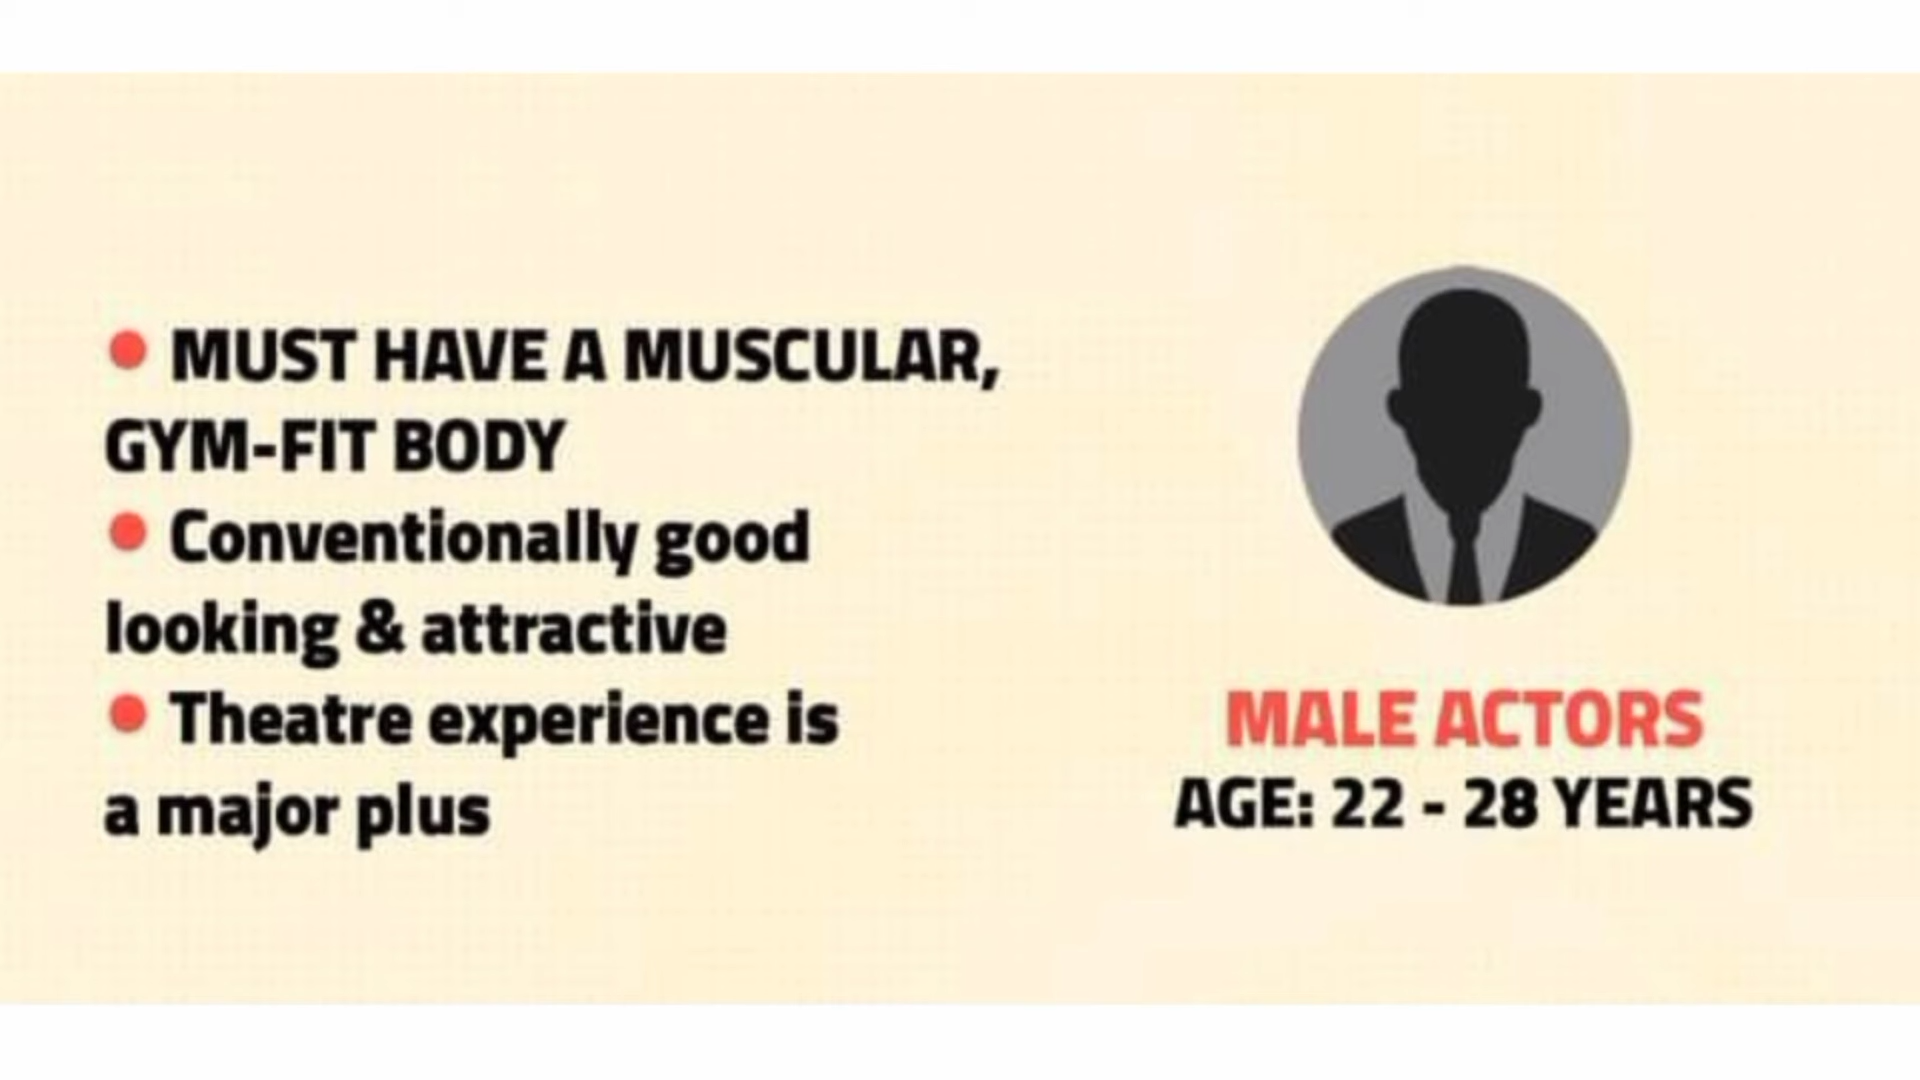 ● MUST HAVE A MUSCULAR,
GYM-FIT BODY
● Conventionally good
looking & attractive
● Theatre experience is
a major plus
MALE ACTORS
AGE: 22 - 28 YEARS